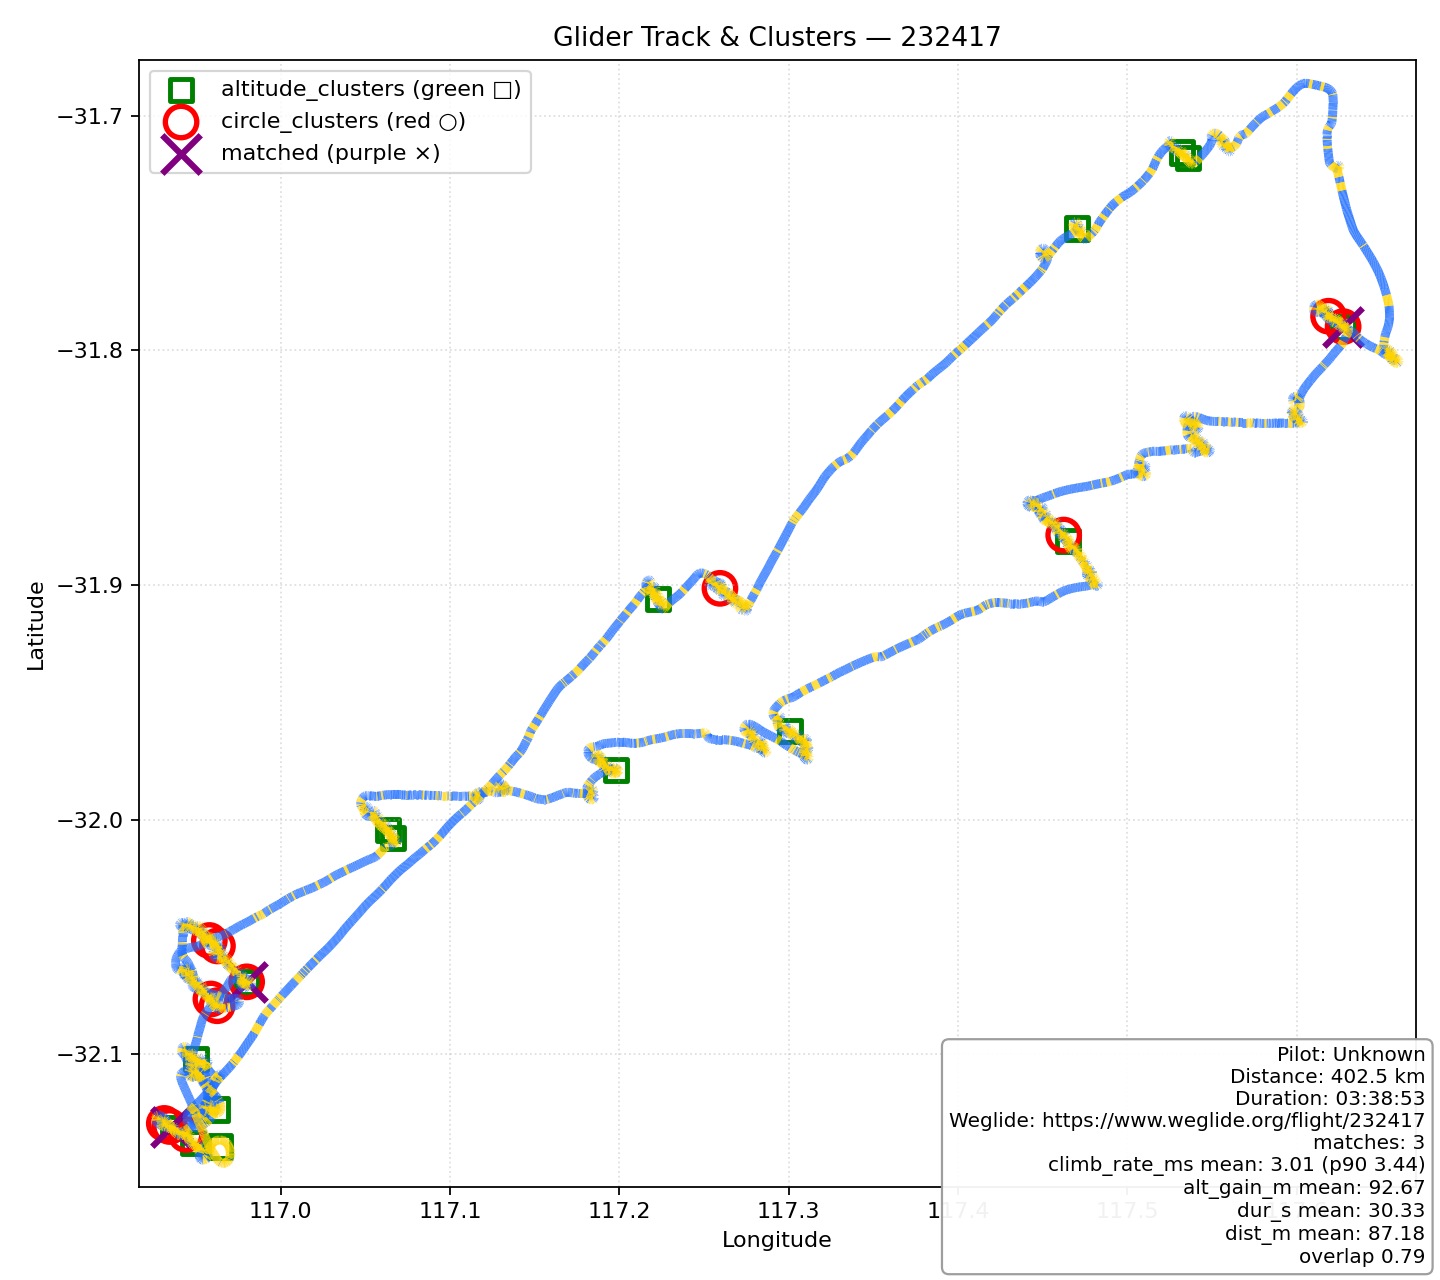 Glider Track & Clusters — 232417
altitude_clusters (green □)
circle_clusters (red ○)
matched (purple ×)
−31.7
−31.8
−31.9
−32.0
−32.1
Latitude
117.0
117.1
117.2
117.3
117.4
117.5
Longitude
Pilot: Unknown
Distance: 402.5 km
Duration: 03:38:53
Weglide: https://www.weglide.org/flight/232417
matches: 3
climb_rate_ms mean: 3.01 (p90 3.44)
alt_gain_m mean: 92.67
dur_s mean: 30.33
dist_m mean: 87.18
overlap 0.79